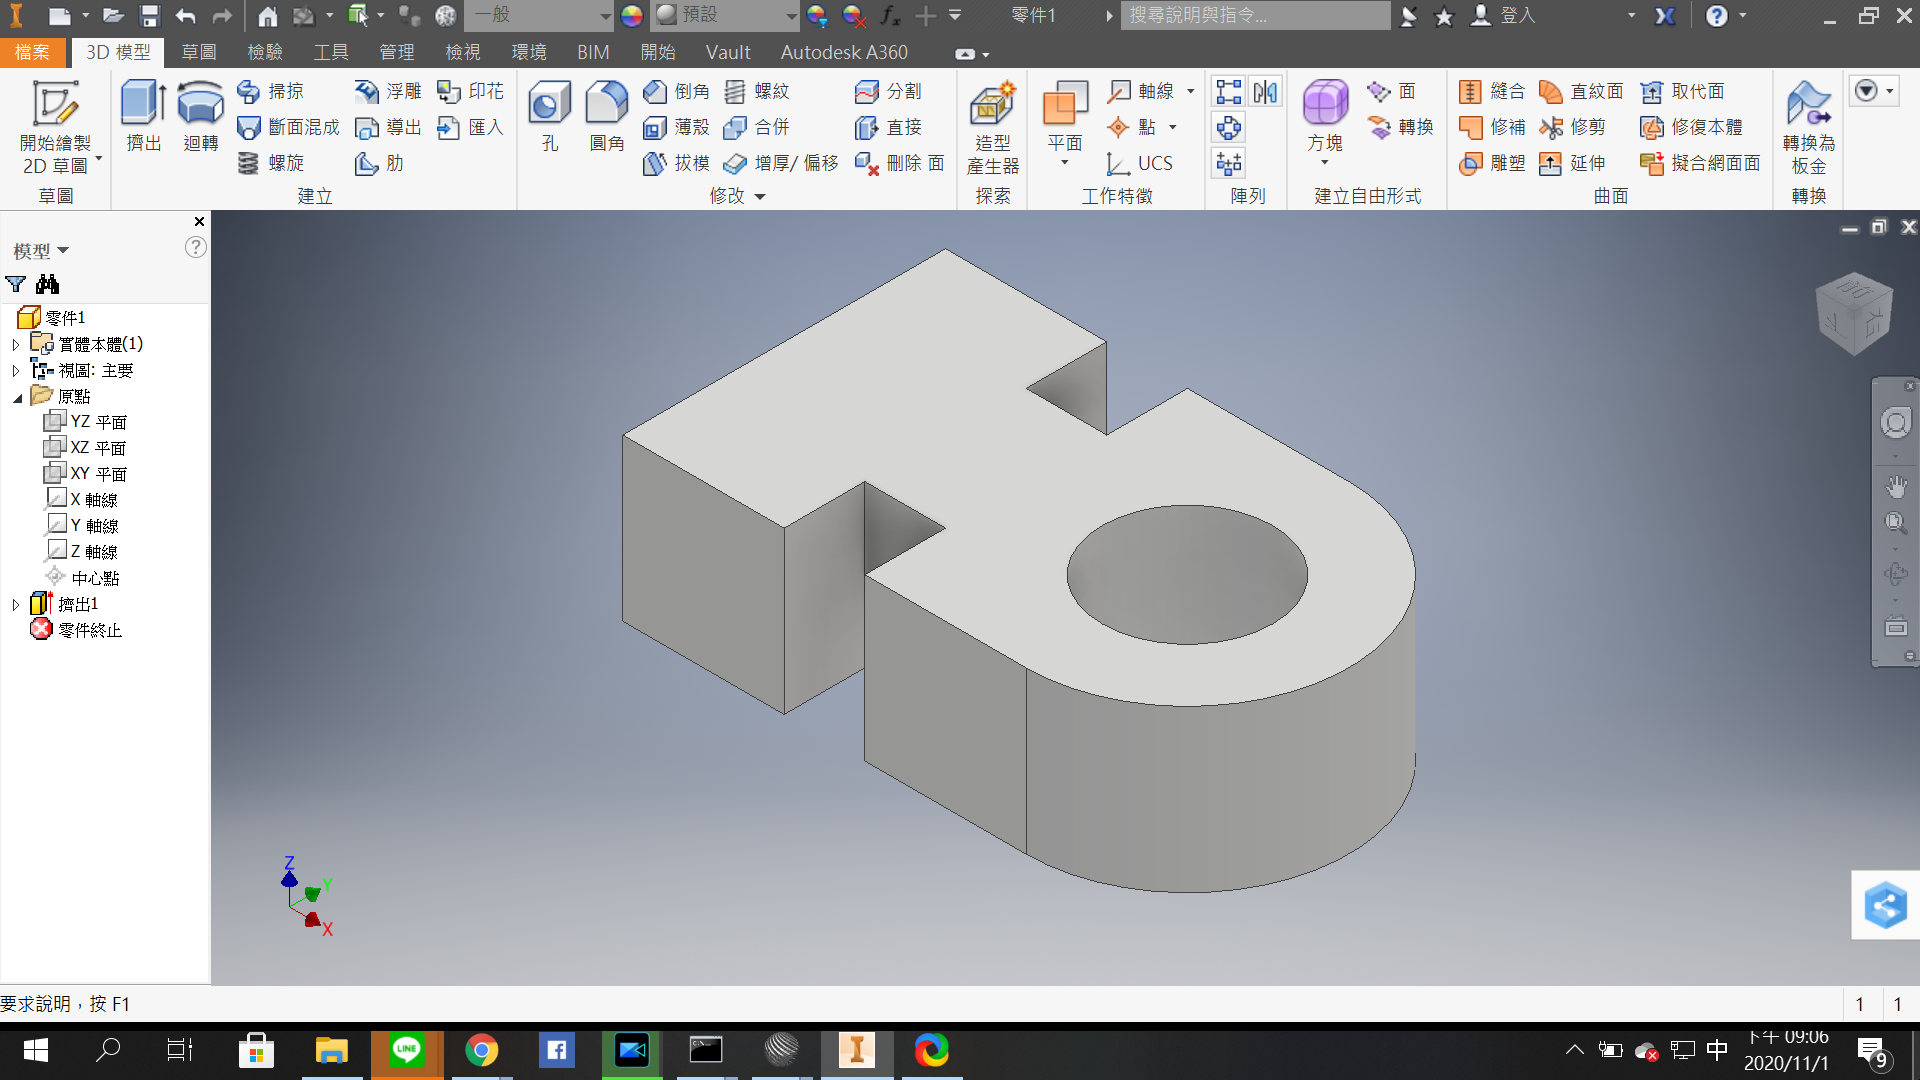 一般
預設
fx
零件1
搜尋說明與指令...
登入
檔案
3D 模型
草圖
檢驗
工具
管理
檢視
環境
BIM
開始
Vault
Autodesk A360
開始繪製
2D 草圖
擠出
迴轉
掃掠
斷面混成
螺旋
浮雕
導出
肋
印花
匯入
孔
圓角
倒角
薄殼
拔模
螺紋
合併
增厚/ 偏移
分割
直接
刪除 面
造型
產生器
平面
軸線
點
UCS
方塊
面
轉換
縫合
修補
雕塑
直紋面
修剪
延伸
取代面
修復本體
擬合網面面
轉換為
板金
草圖
建立
修改
探索
工作特徵
陣列
建立自由形式
曲面
轉換
模型
零件1
實體本體(1)
視圖: 主要
原點
YZ 平面
XZ 平面
XY 平面
X 軸線
Y 軸線
Z 軸線
中心點
擠出1
零件終止
Z
Y
X
要求說明，按 F1
1
1
LINE
中
下午 09:06
2020/11/1
9